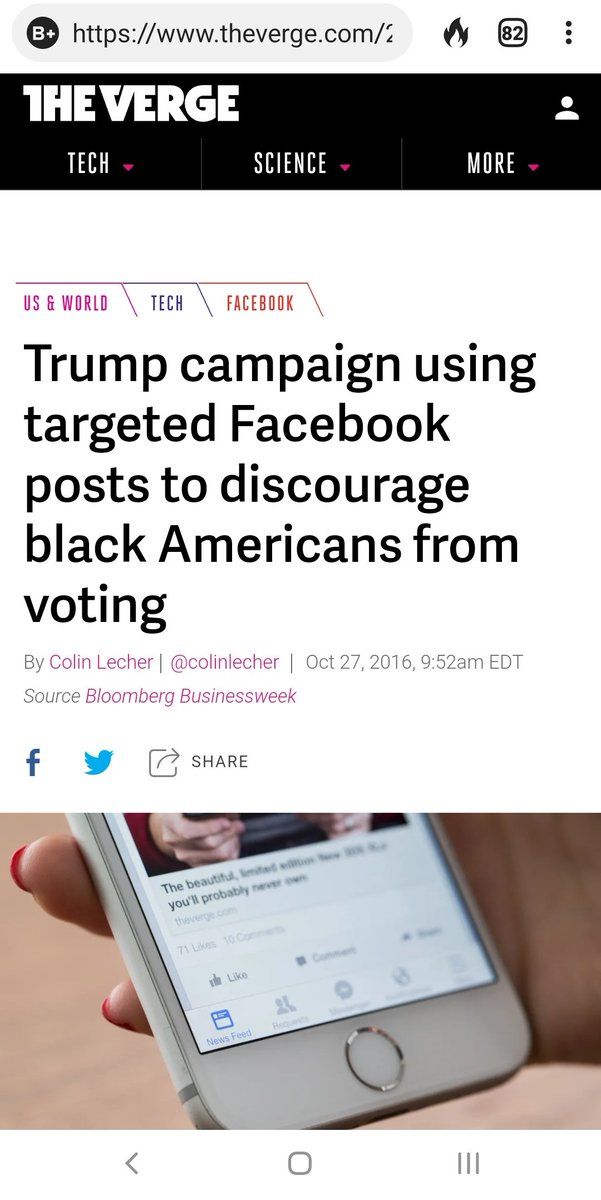 B+ https://www.theverge.com/2 82
THE VERGE
TECH SCIENCE MORE
US & WORLD TECH FACEBOOK
Trump campaign using
targeted Facebook
posts to discourage
black Americans from
voting
By Colin Lecher | @colinlecher | Oct 27, 2016, 9:52am EDT
Source Bloomberg Businessweek
f SHARE
The beautiful, limited edition New
you'll probably never own
theverge.com
71 Likes 10 Comments
Like Comment Share
News Feed Requests Messenger